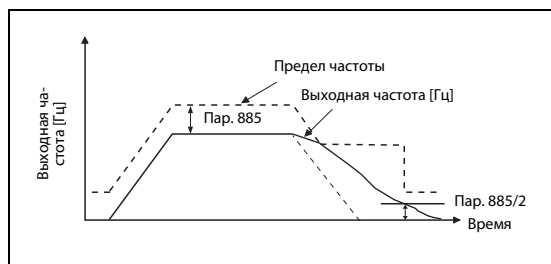 Предел частоты
Выходная частота [Гц]
Пар. 885
Выходная ча-
стота [Гц]
Пар. 885/2
Время